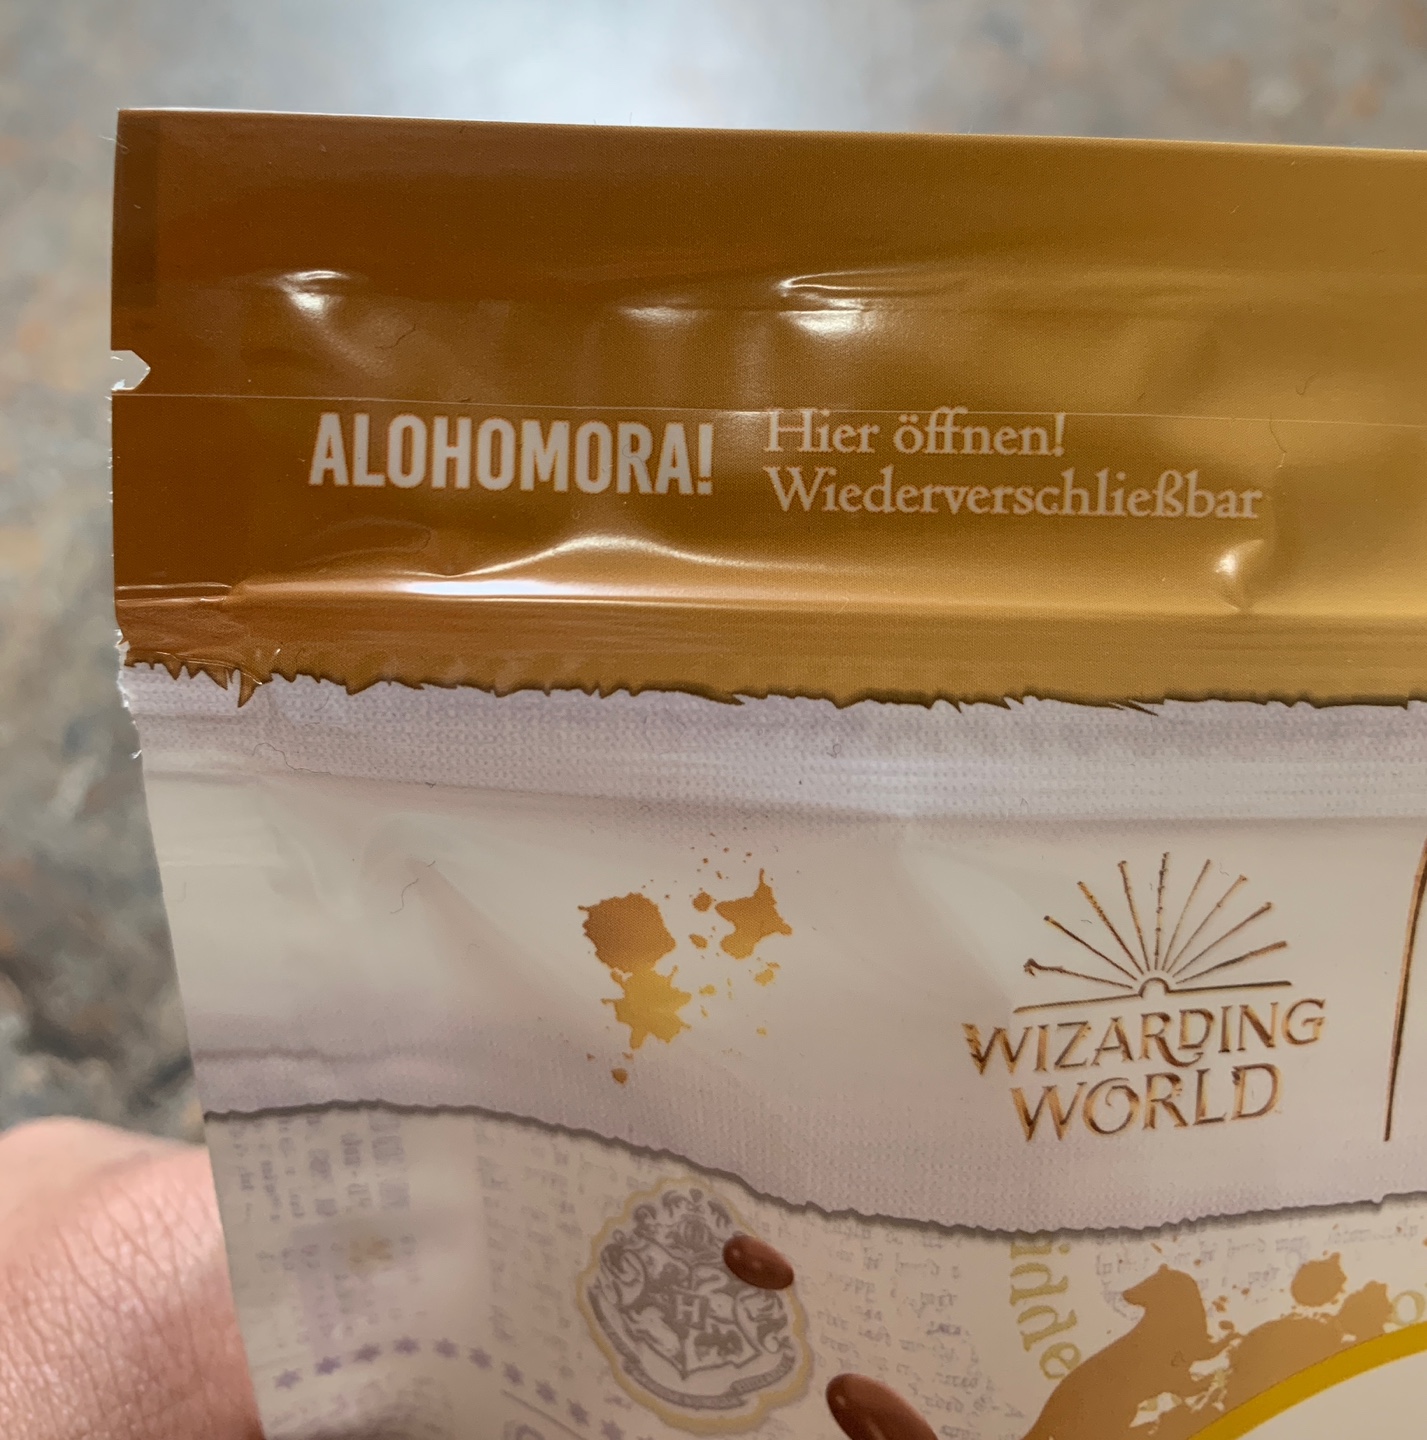 ALOHOMORA!
Hier öffnen!
Wiederverschließbar
WIZARDING
WORLD
H